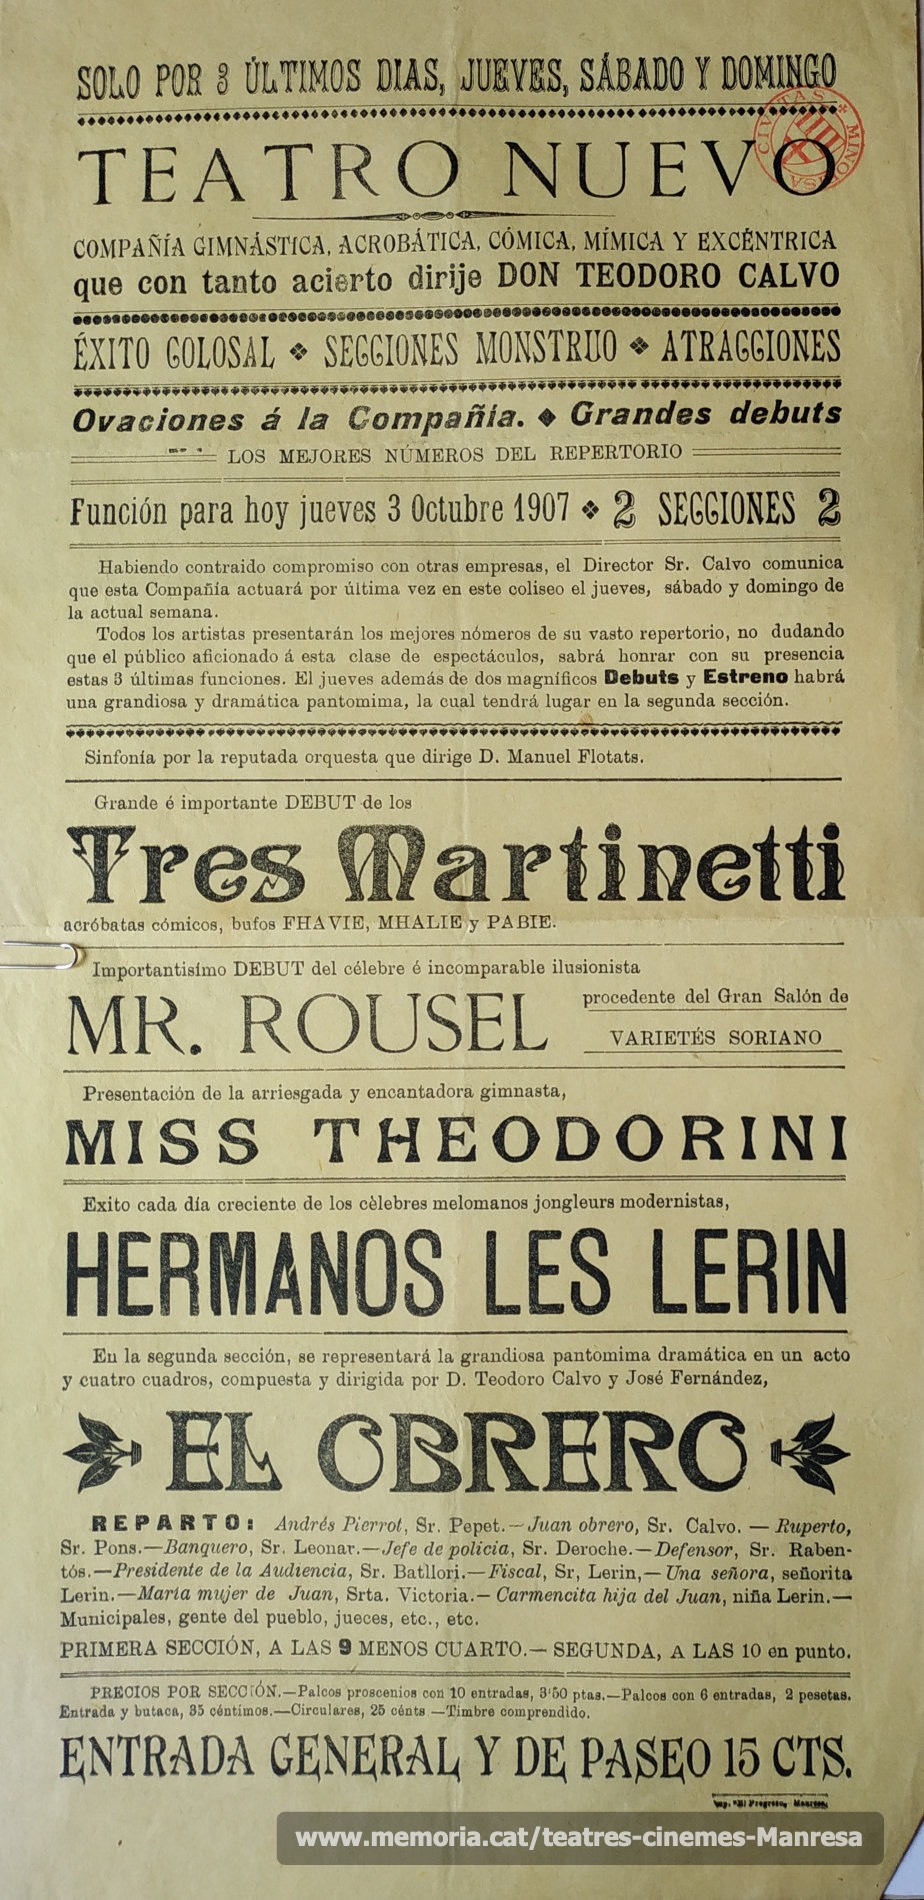 SOLO POR 3 ÚLTIMOS DIAS, JUEVES, SÁBADO Y DOMINGO
CIVITAS MINORISA
TEATRO NUEVO
COMPAÑÍA GIMNÁSTICA, ACROBÁTICA, CÓMICA, MÍMICA Y EXCÉNTRICA
que con tanto acierto dirije DON TEODORO CALVO
ÉXITO COLOSAL ❖ SECCIONES MONSTRUO ❖ ATRACCIONES
Ovaciones á la Compañía. ◆ Grandes debuts
LOS MEJORES NÚMEROS DEL REPERTORIO
Función para hoy jueves 3 Octubre 1907 ❖ 2 SECCIONES 2
Habiendo contraido compromiso con otras empresas, el Director Sr. Calvo comunica
que esta Compañía actuará por última vez en este coliseo el jueves, sábado y domingo de
la actual semana.
Todos los artistas presentarán los mejores nómeros de su vasto repertorio, no dudando
que el público aficionado á esta clase de espectáculos, sabrá honrar con su presencia
estas 3 últimas funciones. El jueves además de dos magníficos Debuts y Estreno habrá
una grandiosa y dramática pantomima, la cual tendrá lugar en la segunda sección.
Sinfonía por la reputada orquesta que dirige D. Manuel Flotats.
Grande é importante DEBUT de los
Tres Martinetti
acróbatas cómicos, bufos FHAVIE, MHALIE y PABIE.
Importantisimo DEBUT del célebre é incomparable ilusionista
MR. ROUSEL procedente del Gran Salón de
VARIETÉS SORIANO
Presentación de la arriesgada y encantadora gimnasta,
MISS THEODORINI
Exito cada día creciente de los cèlebres melomanos jongleurs modernistas,
HERMANOS LES LERIN
En la segunda sección, se representará la grandiosa pantomima dramática en un acto
y cuatro cuadros, compuesta y dirigida por D. Teodoro Calvo y José Fernández,
EL OBRERO
REPARTO: Andrés Pierrot, Sr. Pepet.—Juan obrero, Sr. Calvo. — Ruperto,
Sr. Pons.—Banquero, Sr. Leonar.—Jefe de policia, Sr. Deroche.—Defensor, Sr. Raben-
tós.—Presidente de la Audiencia, Sr. Batllori.—Fiscal, Sr, Lerin,—Una señora, señorita
Lerin.—Maria mujer de Juan, Srta. Victoria.—Carmencita hija del Juan, niña Lerin.—
Municipales, gente del pueblo, jueces, etc., etc.
PRIMERA SECCIÓN, A LAS 9 MENOS CUARTO.— SEGUNDA, A LAS 10 en punto.
PRECIOS POR SECCIÓN.—Palcos proscenios con 10 entradas, 3'50 ptas.—Palcos con 6 entradas, 2 pesetas.
Entrada y butaca, 35 céntimos.—Circulares, 25 cénts —Timbre comprendido.
ENTRADA GENERAL Y DE PASEO 15 CTS.
Imp. "El Progreso, Manresa.
www.memoria.cat/teatres-cinemes-Manresa